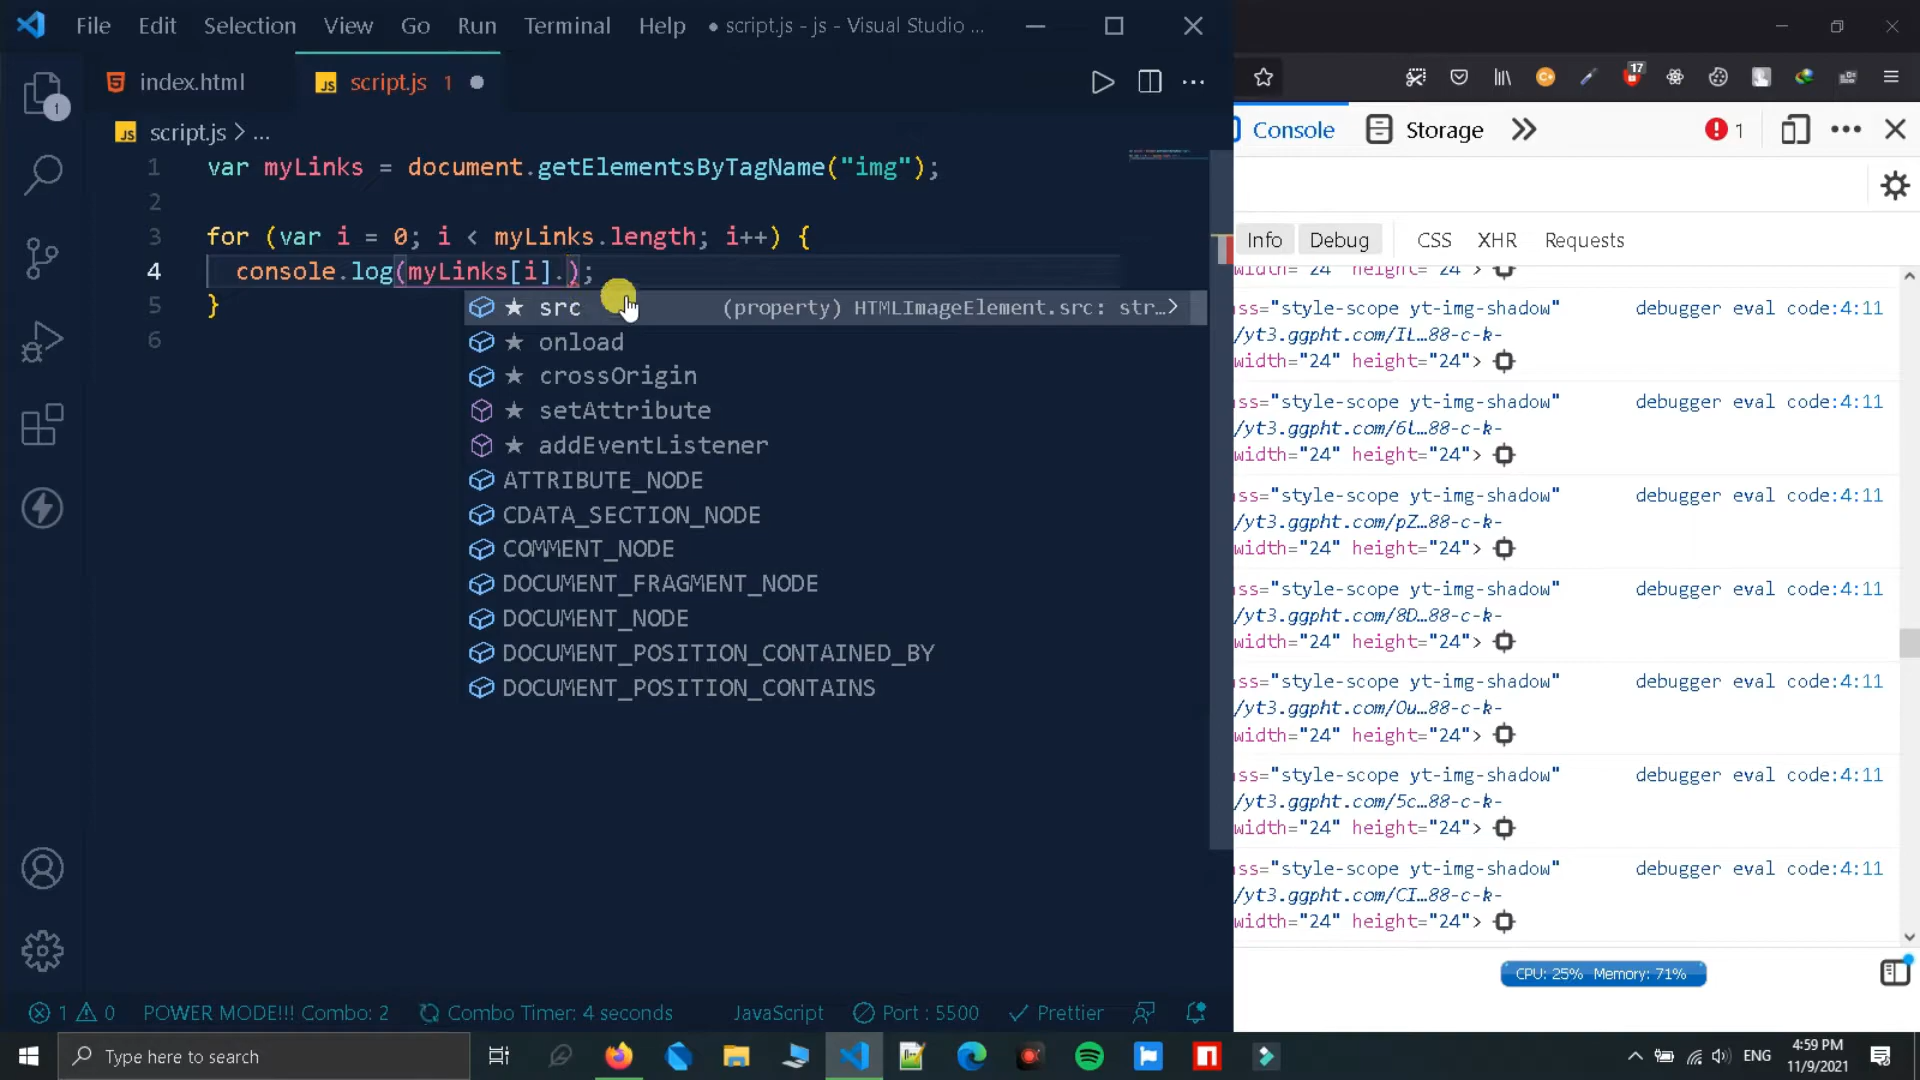 File Edit Selection View Go Run Terminal Help ● script.js - js - Visual Studio ...
index.html JS script.js 1 ●
JS script.js > ...
1 var myLinks = document.getElementsByTagName("img");
2
3 for (var i = 0; i < myLinks.length; i++) {
4 console.log(myLinks[i].);
5 }
6
★ src (property) HTMLImageElement.src: str…>
★ onload
★ crossOrigin
★ setAttribute
★ addEventListener
ATTRIBUTE_NODE
CDATA_SECTION_NODE
COMMENT_NODE
DOCUMENT_FRAGMENT_NODE
DOCUMENT_NODE
DOCUMENT_POSITION_CONTAINED_BY
DOCUMENT_POSITION_CONTAINS
1
1 0 POWER MODE!!! Combo: 2 Combo Timer: 4 seconds JavaScript Port : 5500 Prettier
17
Console Storage 1
Info Debug CSS XHR Requests
width="24" height="24">
ss="style-scope yt-img-shadow" debugger eval code:4:11
/yt3.ggpht.com/IL…88-c-k-
width="24" height="24">
ss="style-scope yt-img-shadow" debugger eval code:4:11
/yt3.ggpht.com/6l…88-c-k-
width="24" height="24">
ss="style-scope yt-img-shadow" debugger eval code:4:11
/yt3.ggpht.com/pZ…88-c-k-
width="24" height="24">
ss="style-scope yt-img-shadow" debugger eval code:4:11
/yt3.ggpht.com/8D…88-c-k-
width="24" height="24">
ss="style-scope yt-img-shadow" debugger eval code:4:11
/yt3.ggpht.com/Ou…88-c-k-
width="24" height="24">
ss="style-scope yt-img-shadow" debugger eval code:4:11
/yt3.ggpht.com/5c…88-c-k-
width="24" height="24">
ss="style-scope yt-img-shadow" debugger eval code:4:11
/yt3.ggpht.com/CI…88-c-k-
width="24" height="24">
CPU: 25% Memory: 71%
Type here to search
ENG
4:59 PM
11/9/2021